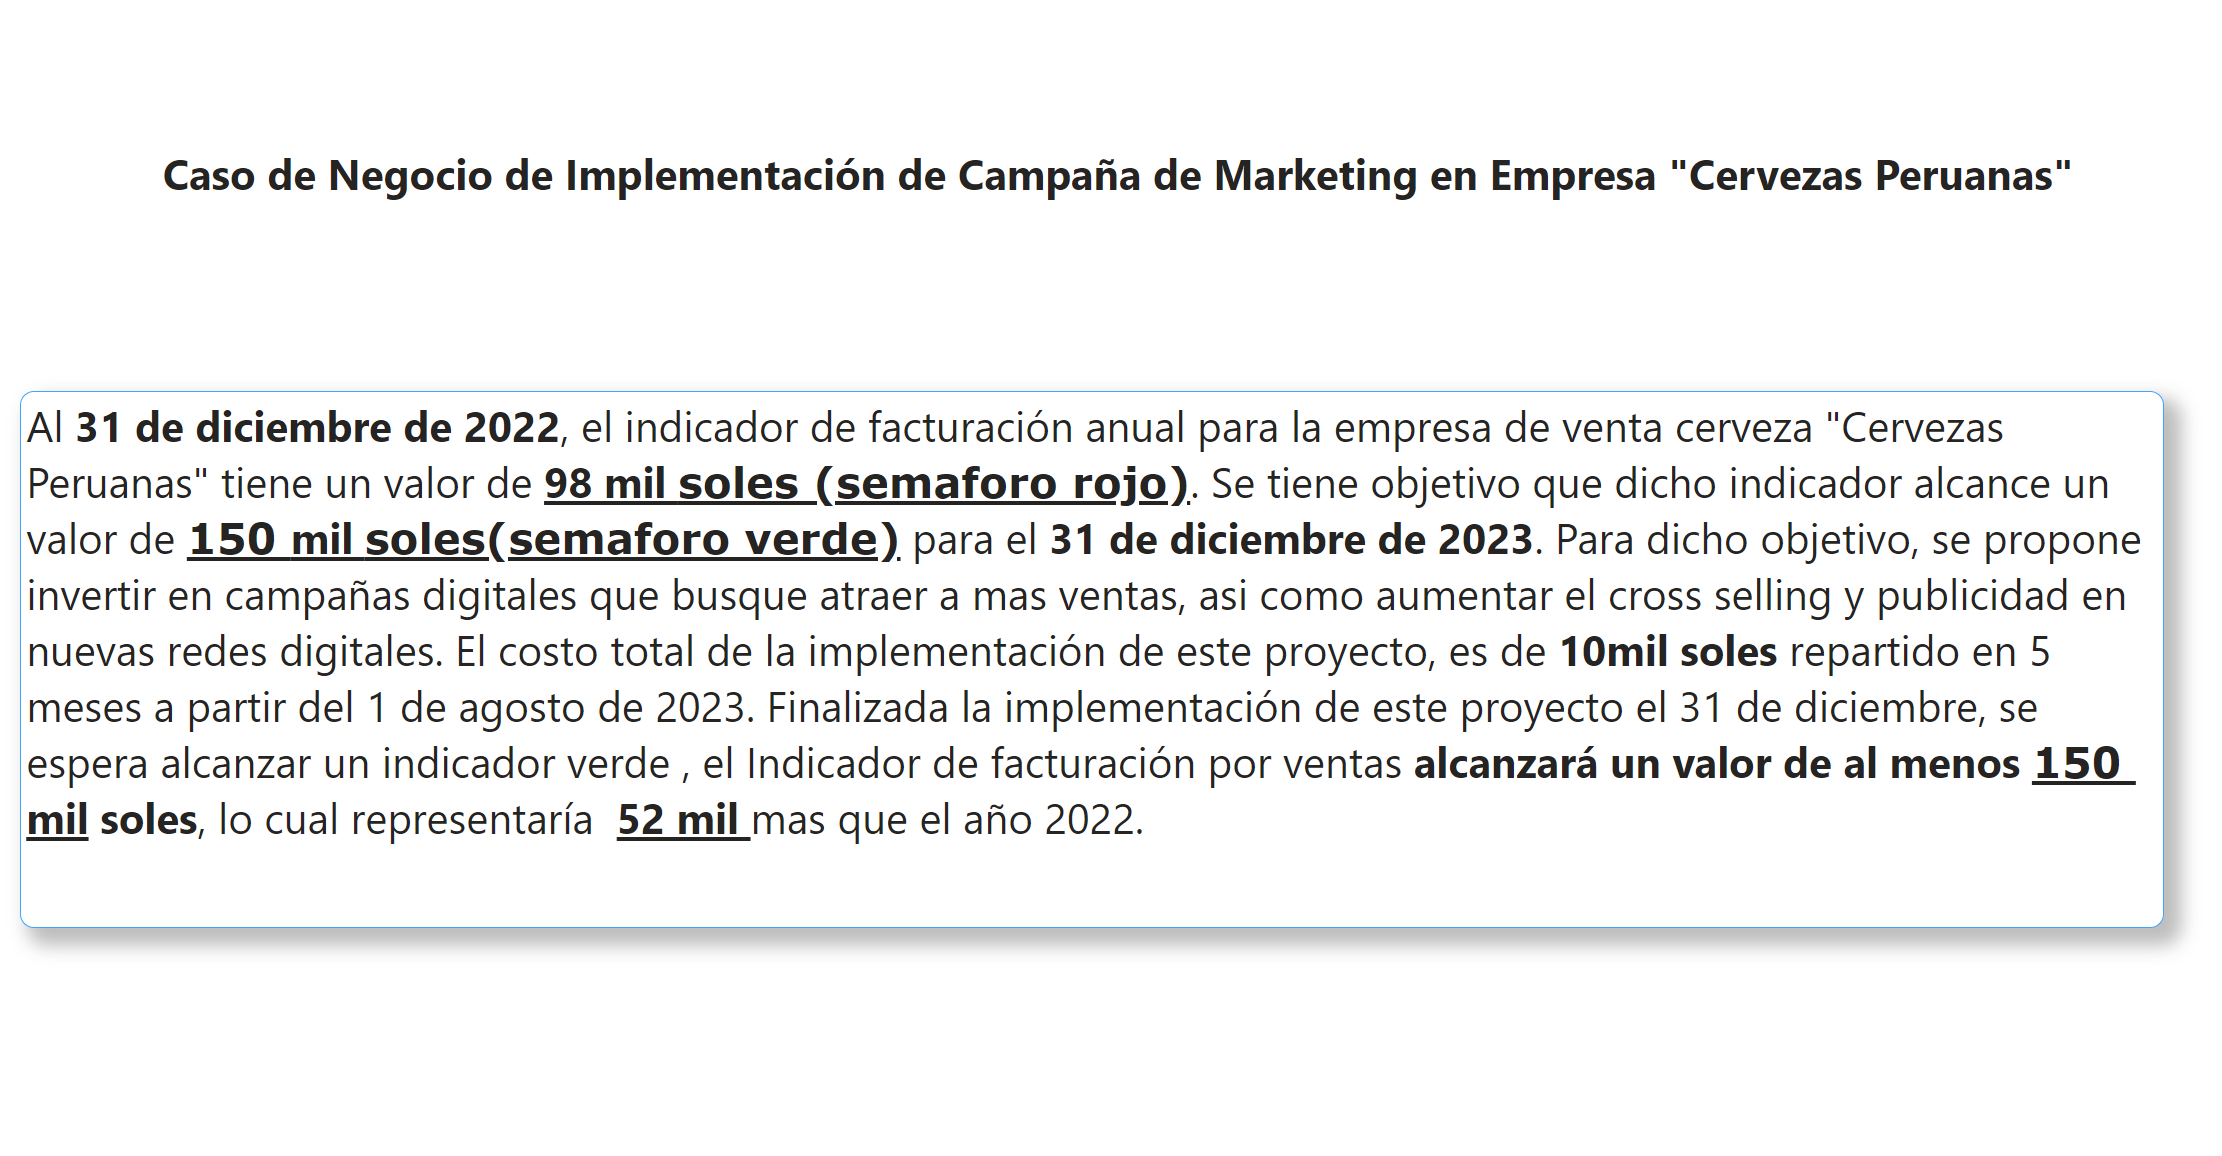 Caso de Negocio de Implementación de Campaña de Marketing en Empresa "Cervezas Peruanas"
Al 31 de diciembre de 2022, el indicador de facturación anual para la empresa de venta cerveza "Cervezas
Peruanas" tiene un valor de 98 mil soles (semaforo rojo). Se tiene objetivo que dicho indicador alcance un
valor de 150 mil soles(semaforo verde) para el 31 de diciembre de 2023. Para dicho objetivo, se propone
invertir en campañas digitales que busque atraer a mas ventas, asi como aumentar el cross selling y publicidad en
nuevas redes digitales. El costo total de la implementación de este proyecto, es de 10mil soles repartido en 5
meses a partir del 1 de agosto de 2023. Finalizada la implementación de este proyecto el 31 de diciembre, se
espera alcanzar un indicador verde , el Indicador de facturación por ventas alcanzará un valor de al menos 150
mil soles, lo cual representaría  52 mil mas que el año 2022.